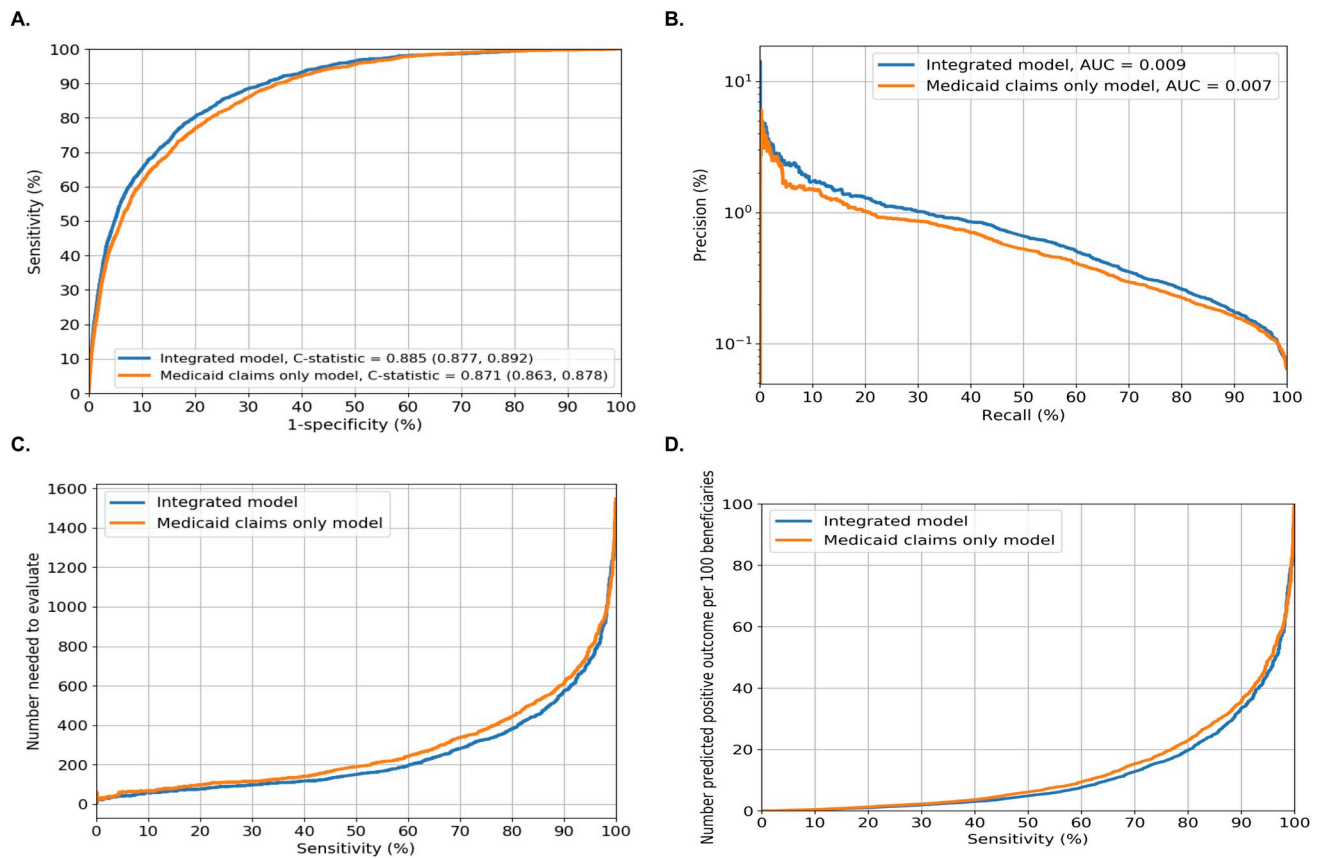 A.
Sensitivity (%)
100
90
80
70
60
50
40
30
20
10
0
Integrated model, C-statistic = 0.885 (0.877, 0.892)
Medicaid claims only model, C-statistic = 0.871 (0.863, 0.878)
0 10 20 30 40 50 60 70 80 90 100
1-specificity (%)
B.
Precision (%)
10¹
10⁰
10⁻¹
Integrated model, AUC = 0.009
Medicaid claims only model, AUC = 0.007
0 10 20 30 40 50 60 70 80 90 100
Recall (%)
C.
Number needed to evaluate
1600
1400
1200
1000
800
600
400
200
0
Integrated model
Medicaid claims only model
0 10 20 30 40 50 60 70 80 90 100
Sensitivity (%)
D.
Number predicted positive outcome per 100 beneficiaries
100
80
60
40
20
0
Integrated model
Medicaid claims only model
0 10 20 30 40 50 60 70 80 90 100
Sensitivity (%)